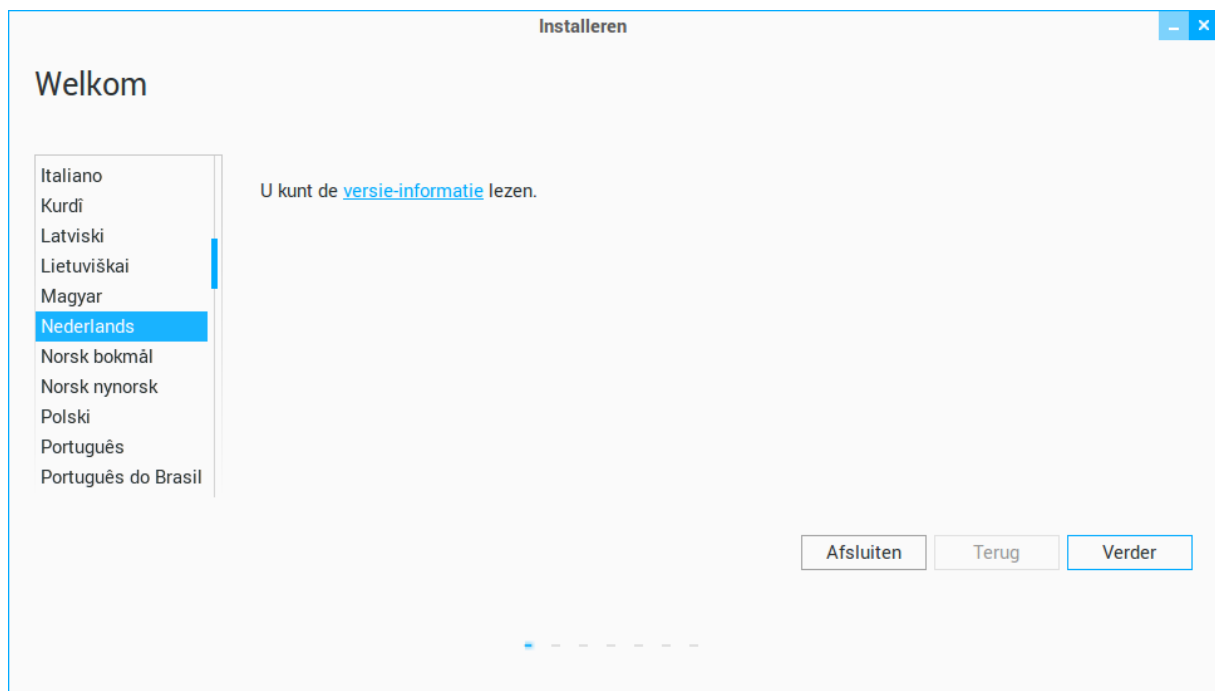 Installeren
Welkom
Italiano
Kurdî
Latviski
Lietuviškai
Magyar
Nederlands
Norsk bokmål
Norsk nynorsk
Polski
Português
Português do Brasil
U kunt de versie-informatie lezen.
Afsluiten
Terug
Verder